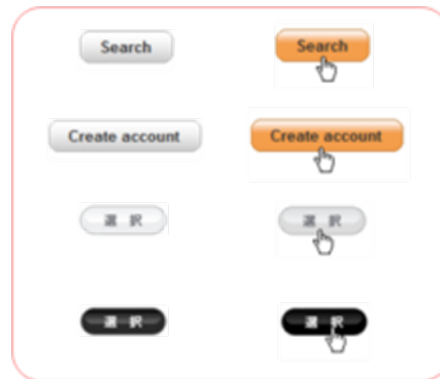 Search Search
Create account Create account
選 択 選 択
選 択 選 択